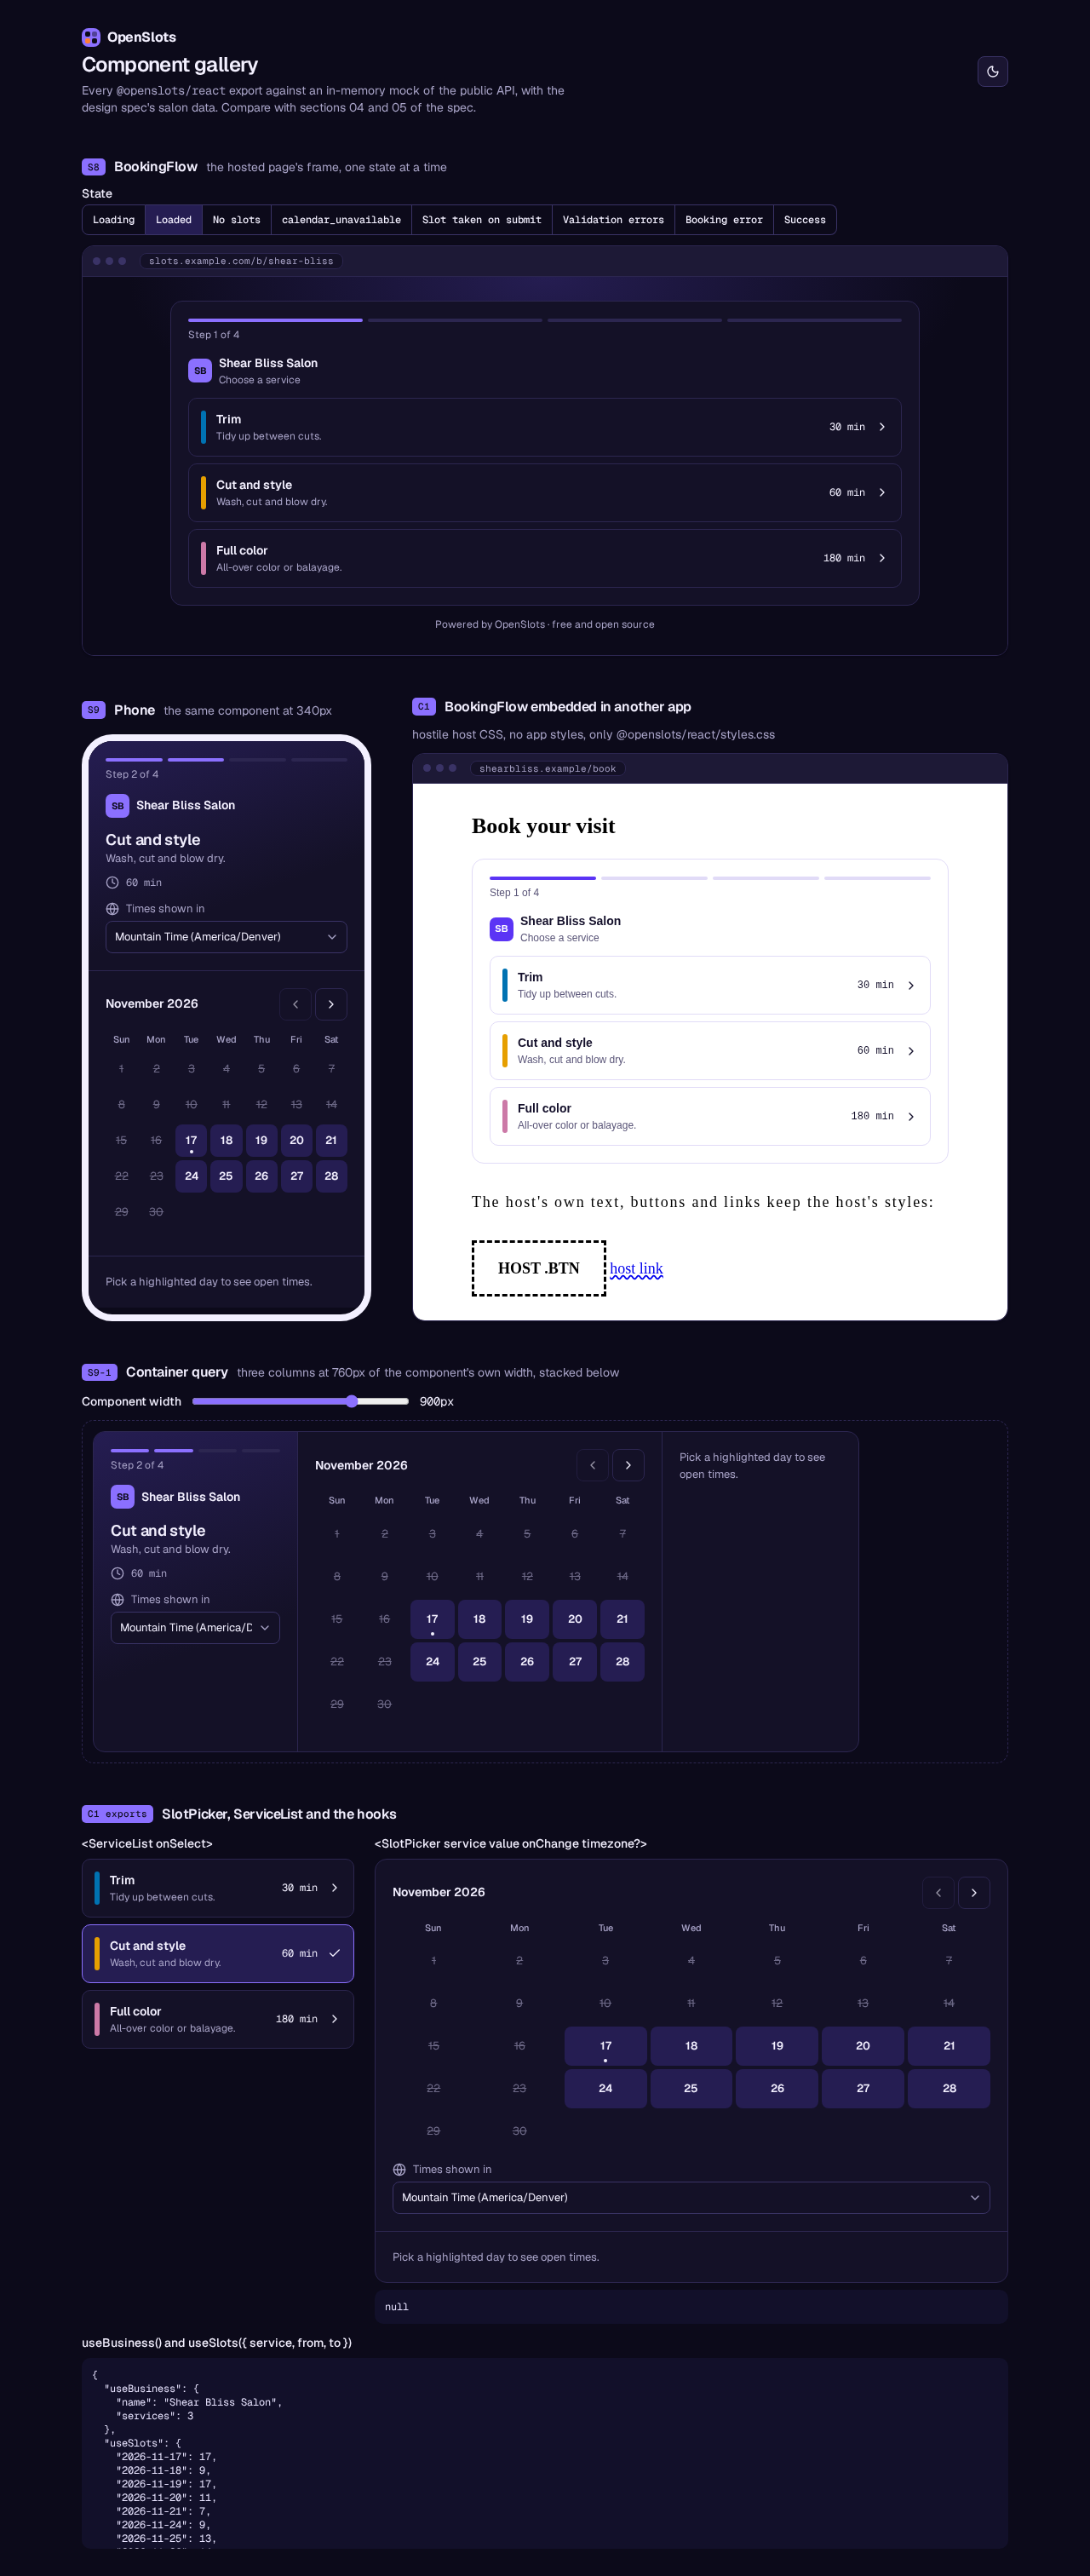 OpenSlots
Component gallery
Every @openslots/react export against an in-memory mock of the public API, with the
design spec's salon data. Compare with sections 04 and 05 of the spec.
S8 BookingFlow the hosted page's frame, one state at a time
State
Loading Loaded No slots calendar_unavailable Slot taken on submit Validation errors Booking error Success
slots.example.com/b/shear-bliss
Step 1 of 4
SB Shear Bliss Salon
Choose a service
Trim
Tidy up between cuts.
30 min
Cut and style
Wash, cut and blow dry.
60 min
Full color
All-over color or balayage.
180 min
Powered by OpenSlots · free and open source
S9 Phone the same component at 340px
Step 2 of 4
SB Shear Bliss Salon
Cut and style
Wash, cut and blow dry.
60 min
Times shown in
Mountain Time (America/Denver)
November 2026
Sun Mon Tue Wed Thu Fri Sat
1 2 3 4 5 6 7
8 9 10 11 12 13 14
15 16 17 18 19 20 21
22 23 24 25 26 27 28
29 30
Pick a highlighted day to see open times.
C1 BookingFlow embedded in another app
hostile host CSS, no app styles, only @openslots/react/styles.css
shearbliss.example/book
Book your visit
Step 1 of 4
SB Shear Bliss Salon
Choose a service
Trim
Tidy up between cuts.
30 min
Cut and style
Wash, cut and blow dry.
60 min
Full color
All-over color or balayage.
180 min
The host's own text, buttons and links keep the host's styles:
HOST .BTN host link
S9-1 Container query three columns at 760px of the component's own width, stacked below
Component width 900px
Step 2 of 4
SB Shear Bliss Salon
Cut and style
Wash, cut and blow dry.
60 min
Times shown in
Mountain Time (America/D
November 2026
Sun Mon Tue Wed Thu Fri Sat
1 2 3 4 5 6 7
8 9 10 11 12 13 14
15 16 17 18 19 20 21
22 23 24 25 26 27 28
29 30
Pick a highlighted day to see
open times.
C1 exports SlotPicker, ServiceList and the hooks
<ServiceList onSelect>
Trim
Tidy up between cuts.
30 min
Cut and style
Wash, cut and blow dry.
60 min
Full color
All-over color or balayage.
180 min
<SlotPicker service value onChange timezone?>
November 2026
Sun Mon Tue Wed Thu Fri Sat
1 2 3 4 5 6 7
8 9 10 11 12 13 14
15 16 17 18 19 20 21
22 23 24 25 26 27 28
29 30
Times shown in
Mountain Time (America/Denver)
Pick a highlighted day to see open times.
null
useBusiness() and useSlots({ service, from, to })
{
"useBusiness": {
"name": "Shear Bliss Salon",
"services": 3
},
"useSlots": {
"2026-11-17": 17,
"2026-11-18": 9,
"2026-11-19": 17,
"2026-11-20": 11,
"2026-11-21": 7,
"2026-11-24": 9,
"2026-11-25": 13,